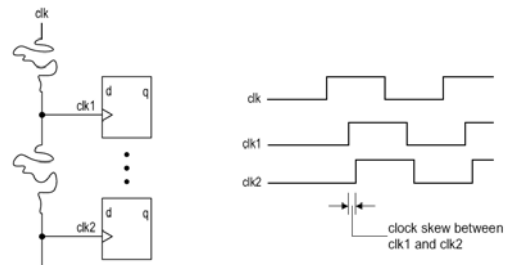 clk
clk1
d q
clk2
d q
clk
clk1
clk2
clock skew between
clk1 and clk2